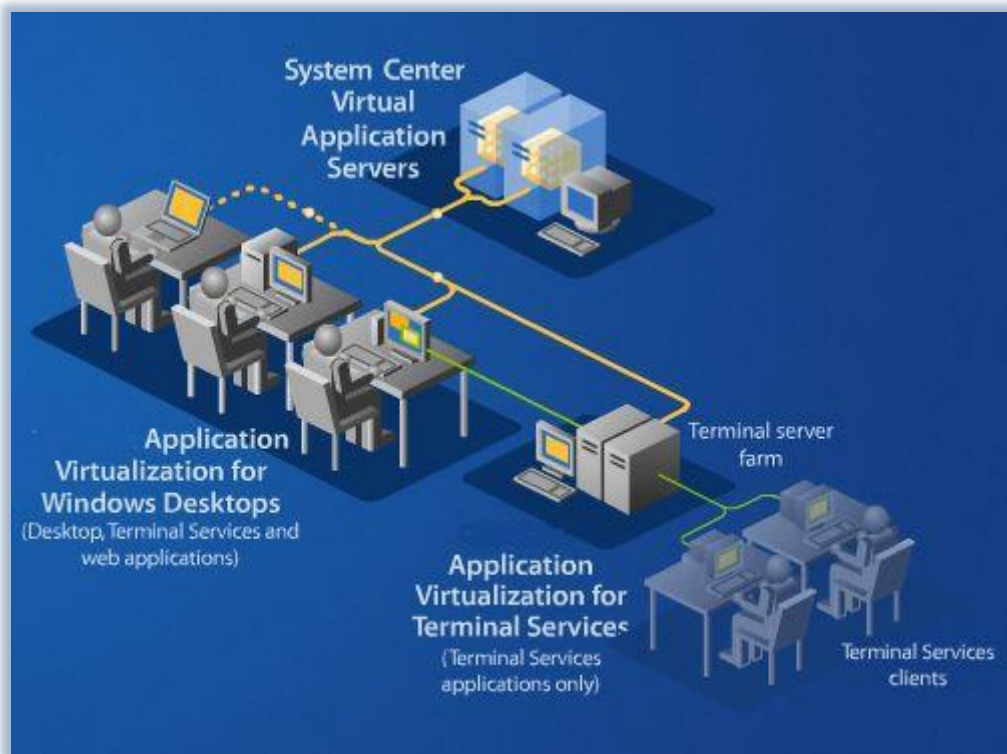 System Center
Virtual
Application
Servers
Application
Virtualization for
Windows Desktops
(Desktop, Terminal Services and
web applications)
Terminal server
farm
Application
Virtualization for
Terminal Services
(Terminal Services
applications only)
Terminal Services
clients